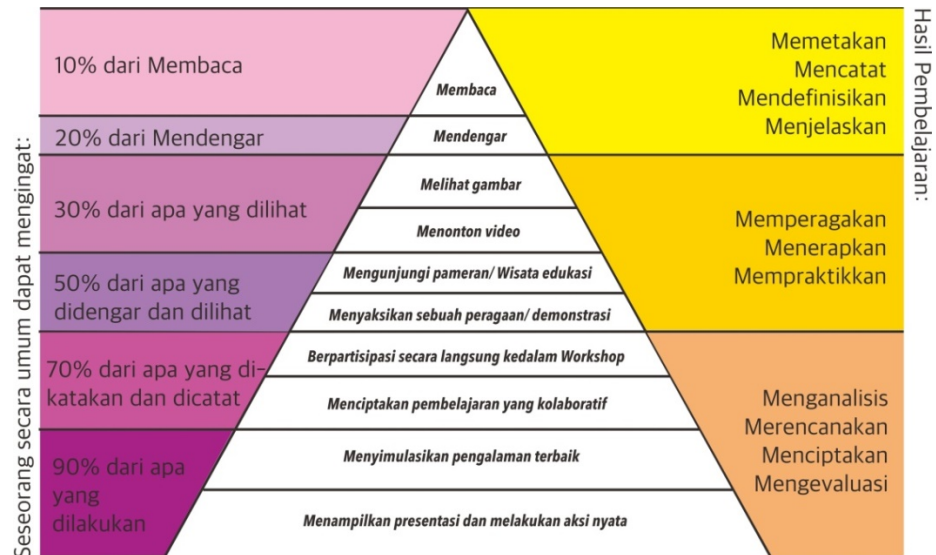 Seseorang secara umum dapat mengingat:
10% dari Membaca
20% dari Mendengar
30% dari apa yang dilihat
50% dari apa yang
didengar dan dilihat
70% dari apa yang di-
katakan dan dicatat
90% dari apa
yang
dilakukan
Membaca
Mendengar
Melihat gambar
Menonton video
Mengunjungi pameran/ Wisata edukasi
Menyaksikan sebuah peragaan/ demonstrasi
Berpartisipasi secara langsung kedalam Workshop
Menciptakan pembelajaran yang kolaboratif
Menyimulasikan pengalaman terbaik
Menampilkan presentasi dan melakukan aksi nyata
Hasil Pembelajaran:
Memetakan
Mencatat
Mendefinisikan
Menjelaskan
Memperagakan
Menerapkan
Mempraktikkan
Menganalisis
Merencanakan
Menciptakan
Mengevaluasi